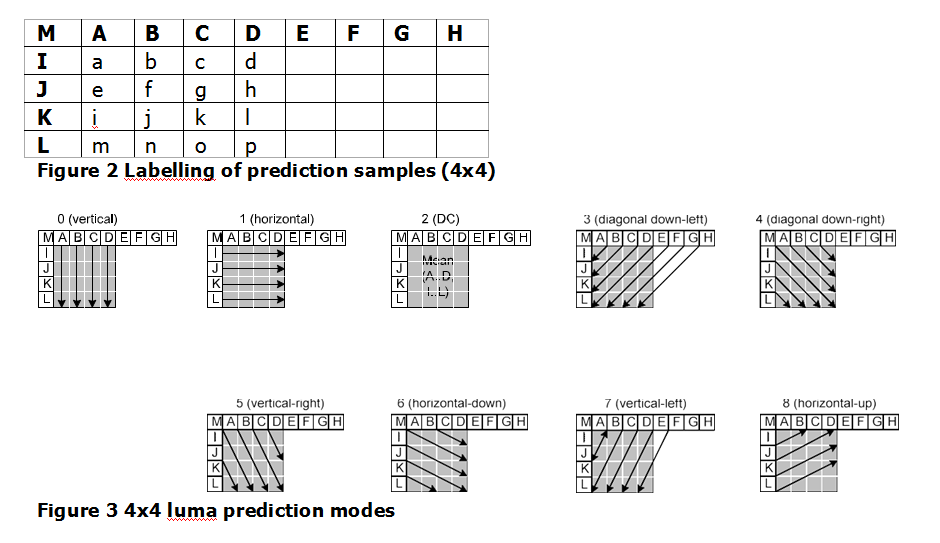 M A B C D E F G H
I a b c d
J e f g h
K i j k l
L m n o p
Figure 2 Labelling of prediction samples (4x4)
0 (vertical) 1 (horizontal) 2 (DC) 3 (diagonal down-left) 4 (diagonal down-right)
M A B C D E F G H M A B C D E F G H M A B C D E F G H M A B C D E F G H M A B C D E F G H
I I I Mean I I
J J J (A..D, J J
K K K I..L) K K
L L L L L
5 (vertical-right) 6 (horizontal-down) 7 (vertical-left) 8 (horizontal-up)
M A B C D E F G H M A B C D E F G H M A B C D E F G H M A B C D E F G H
I I I I
J J J J
K K K K
L L L L
Figure 3 4x4 luma prediction modes